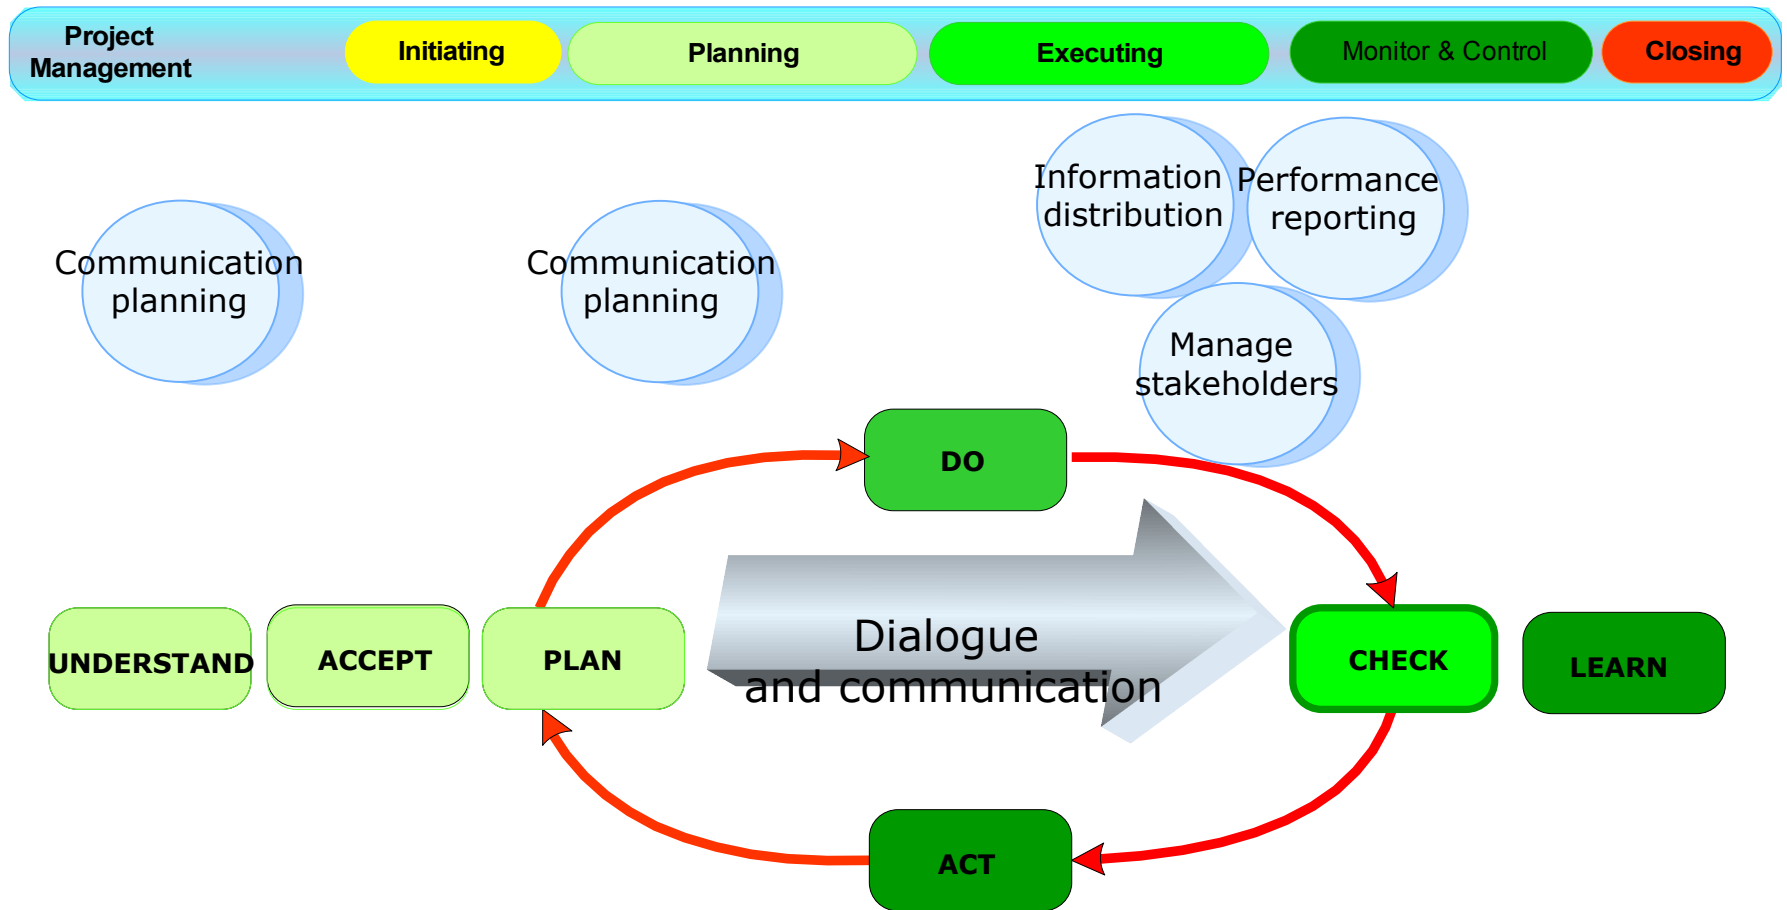 Project
Management
Initiating
Planning
Executing
Monitor & Control
Closing
Communication
planning
Communication
planning
Information
distribution
Performance
reporting
Manage
stakeholders
DO
Dialogue
and communication
UNDERSTAND
ACCEPT
PLAN
CHECK
LEARN
ACT